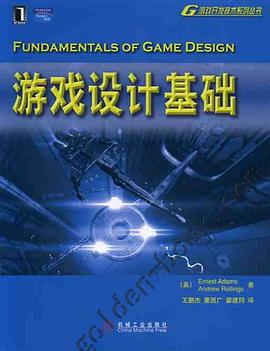 PEARSON
游戏开发技术系列丛书
FUNDAMENTALS OF GAME DESIGN
游戏设计基础
(美) Ernest Adams
Andrew Rollings 著
王鹏杰 董西广 霍建同 译
机械工业出版社
China Machine Press